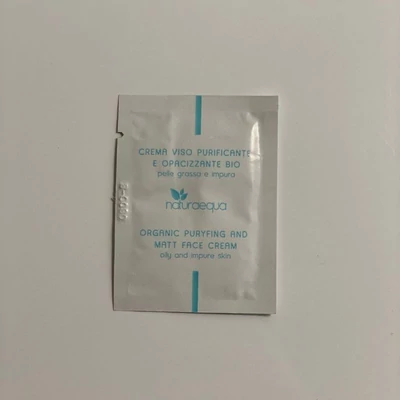 CREMA VISO PURIFICANTE
E OPACIZZANTE BIO
pelle grassa e impura
naturaequa
ORGANIC PURYFING AND
MATT FACE CREAM
oily and impure skin